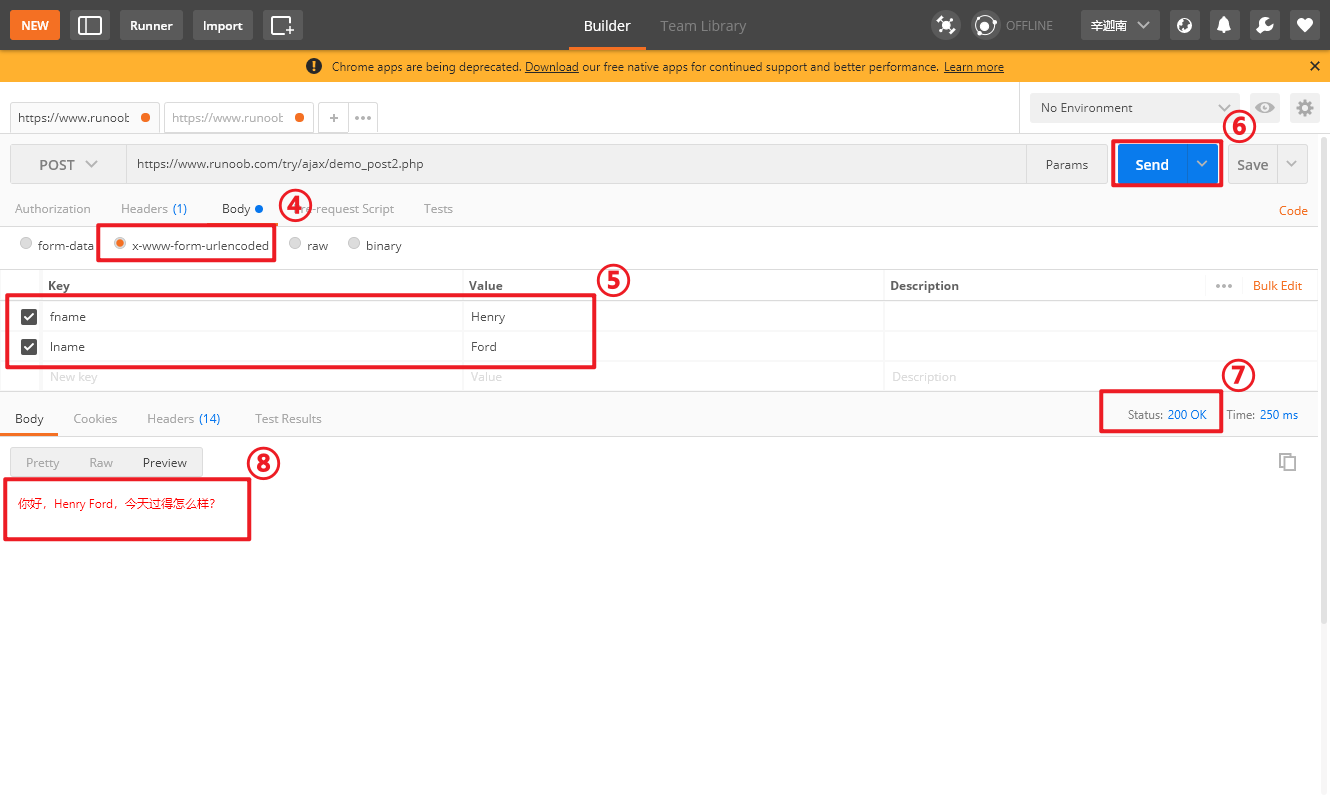 NEW Runner Import Builder Team Library OFFLINE 辛迦南
! Chrome apps are being deprecated. Download our free native apps for continued support and better performance. Learn more ×
https://www.runoob https://www.runoob + ••• No Environment
⑥
POST https://www.runoob.com/try/ajax/demo_post2.php Params Send Save
Authorization Headers (1) Body ④ re-request Script Tests Code
form-data x-www-form-urlencoded raw binary
⑤
Key Value Description ••• Bulk Edit
fname Henry
lname Ford
New key Value Description
⑦
Body Cookies Headers (14) Test Results Status: 200 OK Time: 250 ms
Pretty Raw Preview ⑧
你好，Henry Ford，今天过得怎么样？